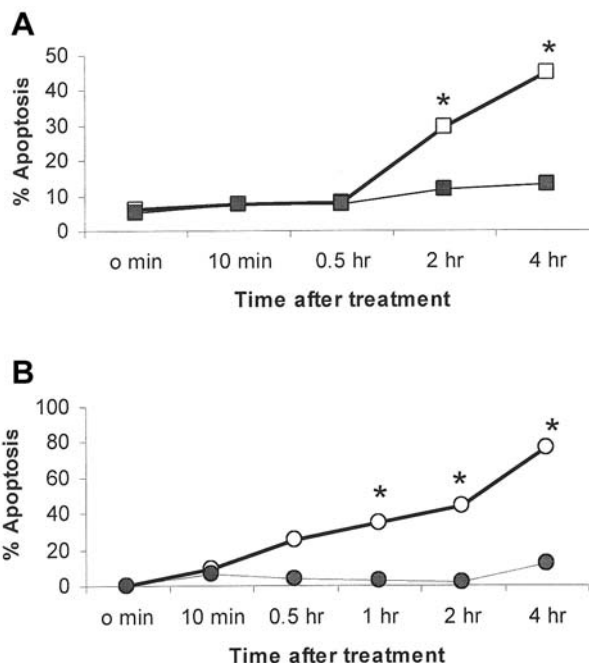 A
50
40
30
20
10
0
% Apoptosis
* *
o min 10 min 0.5 hr 2 hr 4 hr
Time after treatment
B
100
80
60
40
20
0
% Apoptosis
* * *
o min 10 min 0.5 hr 1 hr 2 hr 4 hr
Time after treatment